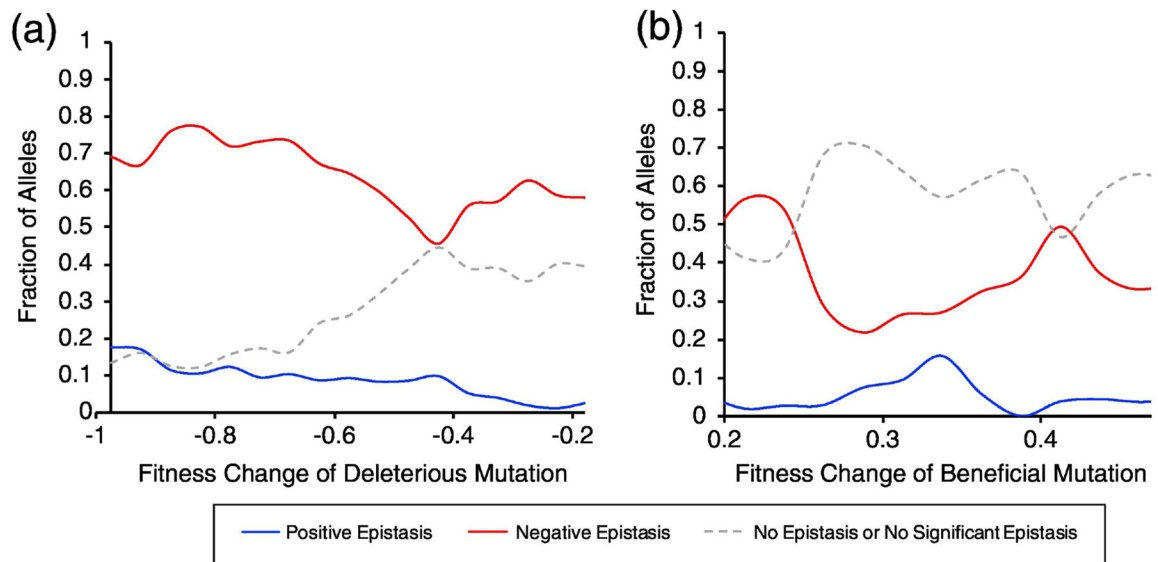 (a)
Fraction of Alleles
1
0.9
0.8
0.7
0.6
0.5
0.4
0.3
0.2
0.1
0
-1 -0.8 -0.6 -0.4 -0.2
Fitness Change of Deleterious Mutation
(b)
Fraction of Alleles
1
0.9
0.8
0.7
0.6
0.5
0.4
0.3
0.2
0.1
0
0.2 0.3 0.4
Fitness Change of Beneficial Mutation
Positive Epistasis Negative Epistasis No Epistasis or No Significant Epistasis